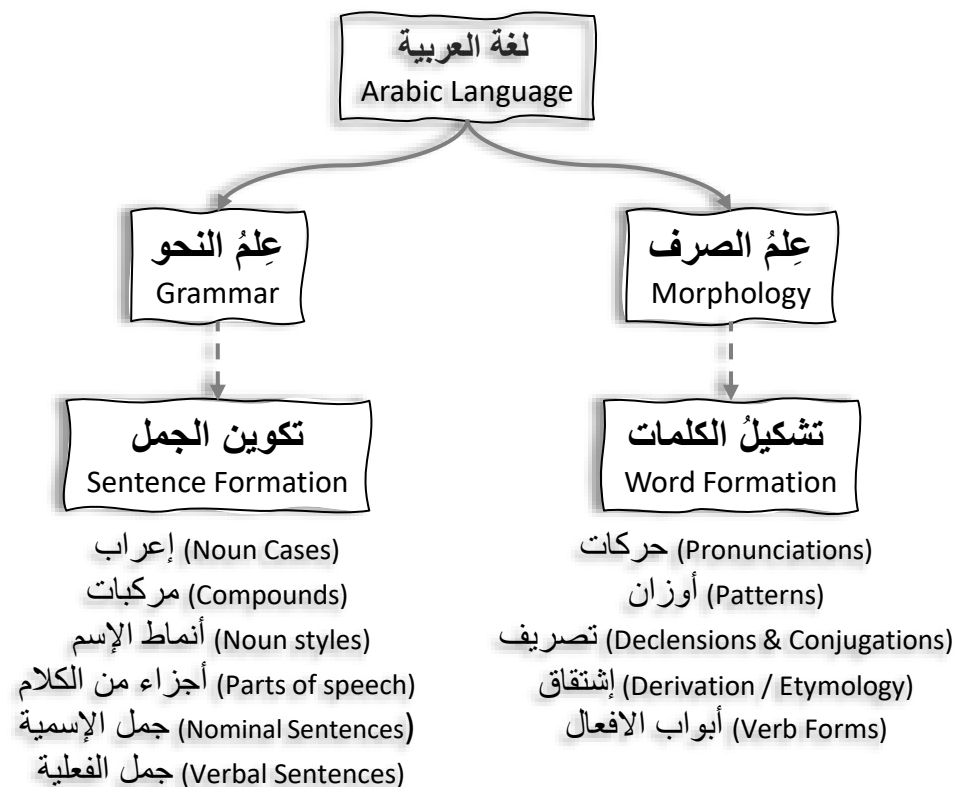 لغة العربية
Arabic Language
عِلمُ النحو
Grammar
عِلمُ الصرف
Morphology
تكوين الجمل
Sentence Formation
تشكيلُ الكلمات
Word Formation
إعراب (Noun Cases)
مركبات (Compounds)
أنماط الإسم (Noun styles)
أجزاء من الكلام (Parts of speech)
جمل الإسمية (Nominal Sentences)
جمل الفعلية (Verbal Sentences)
حركات (Pronunciations)
أوزان (Patterns)
تصريف (Declensions & Conjugations)
إشتقاق (Derivation / Etymology)
أبواب الافعال (Verb Forms)